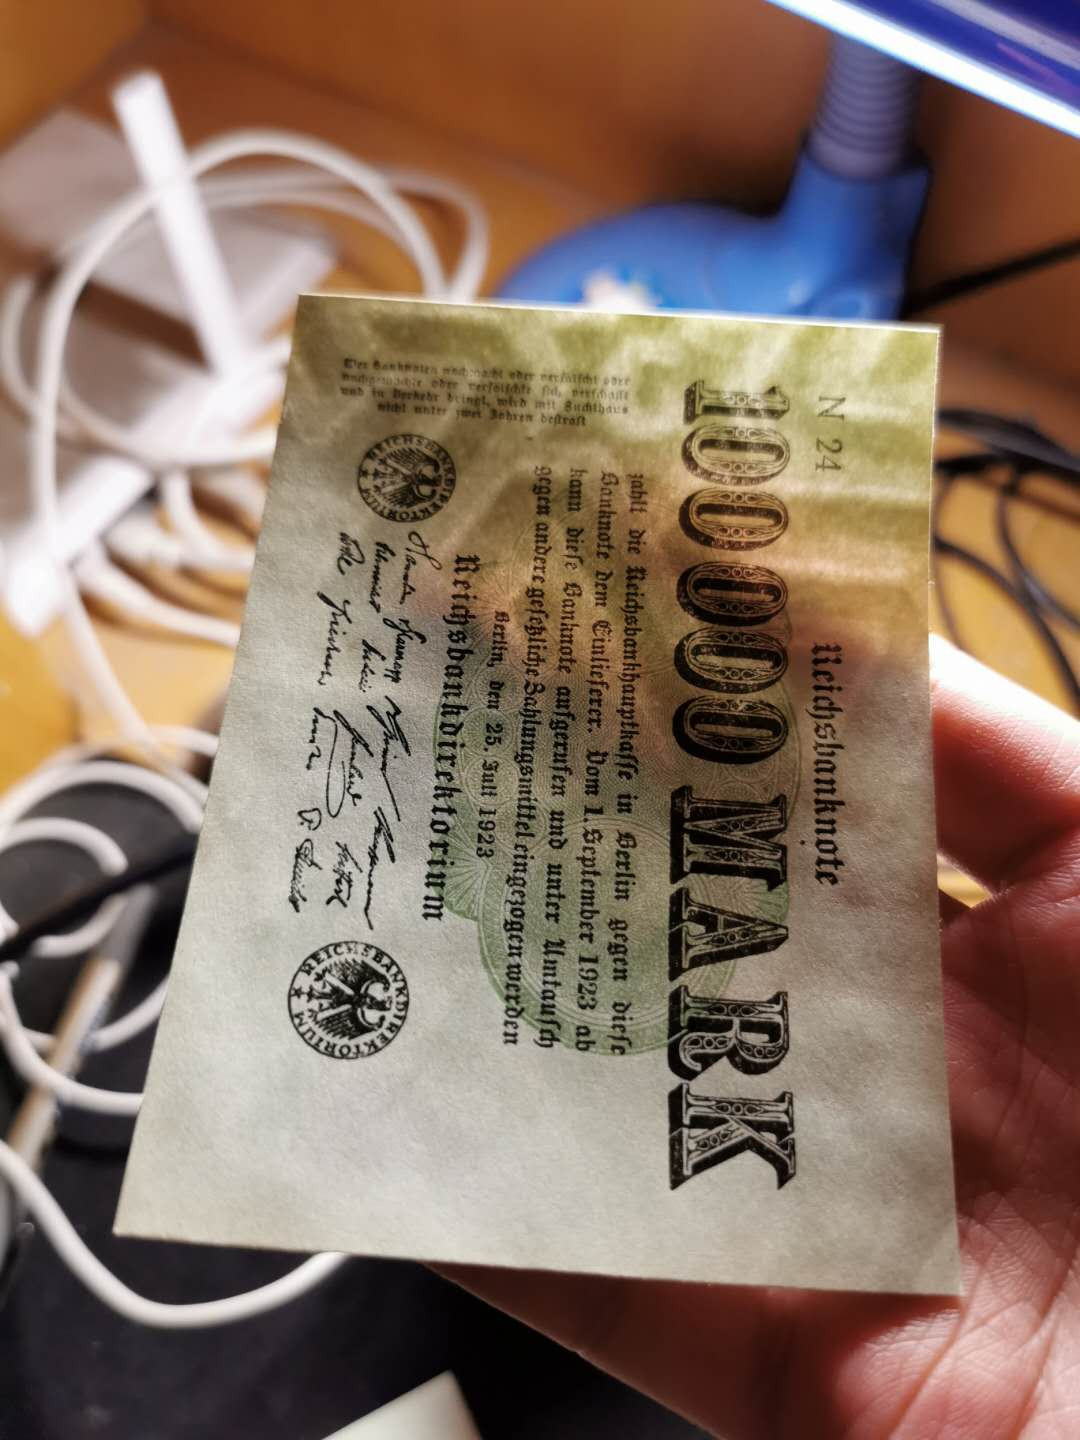 N 24
Reichsbanknote
100000 MARK
zahlt die Reichsbankhauptkasse in Berlin gegen diese
Banknote dem Einlieferer. Vom 1. September 1923 ab
kann diese Banknote aufgerufen und unter Umtausch
gegen andere gesetzliche Zahlungsmittel eingezogen werden
Berlin, den 25. Juli 1923
Reichsbankdirektorium
REICHSBANKDIREKTORIUM
REICHSBANKDIREKTORIUM
Wer Banknoten nachmacht oder verfälscht oder
nachgemachte oder verfälschte sich verschafft
und in Verkehr bringt, wird mit Zuchthaus
nicht unter zwei Jahren bestraft